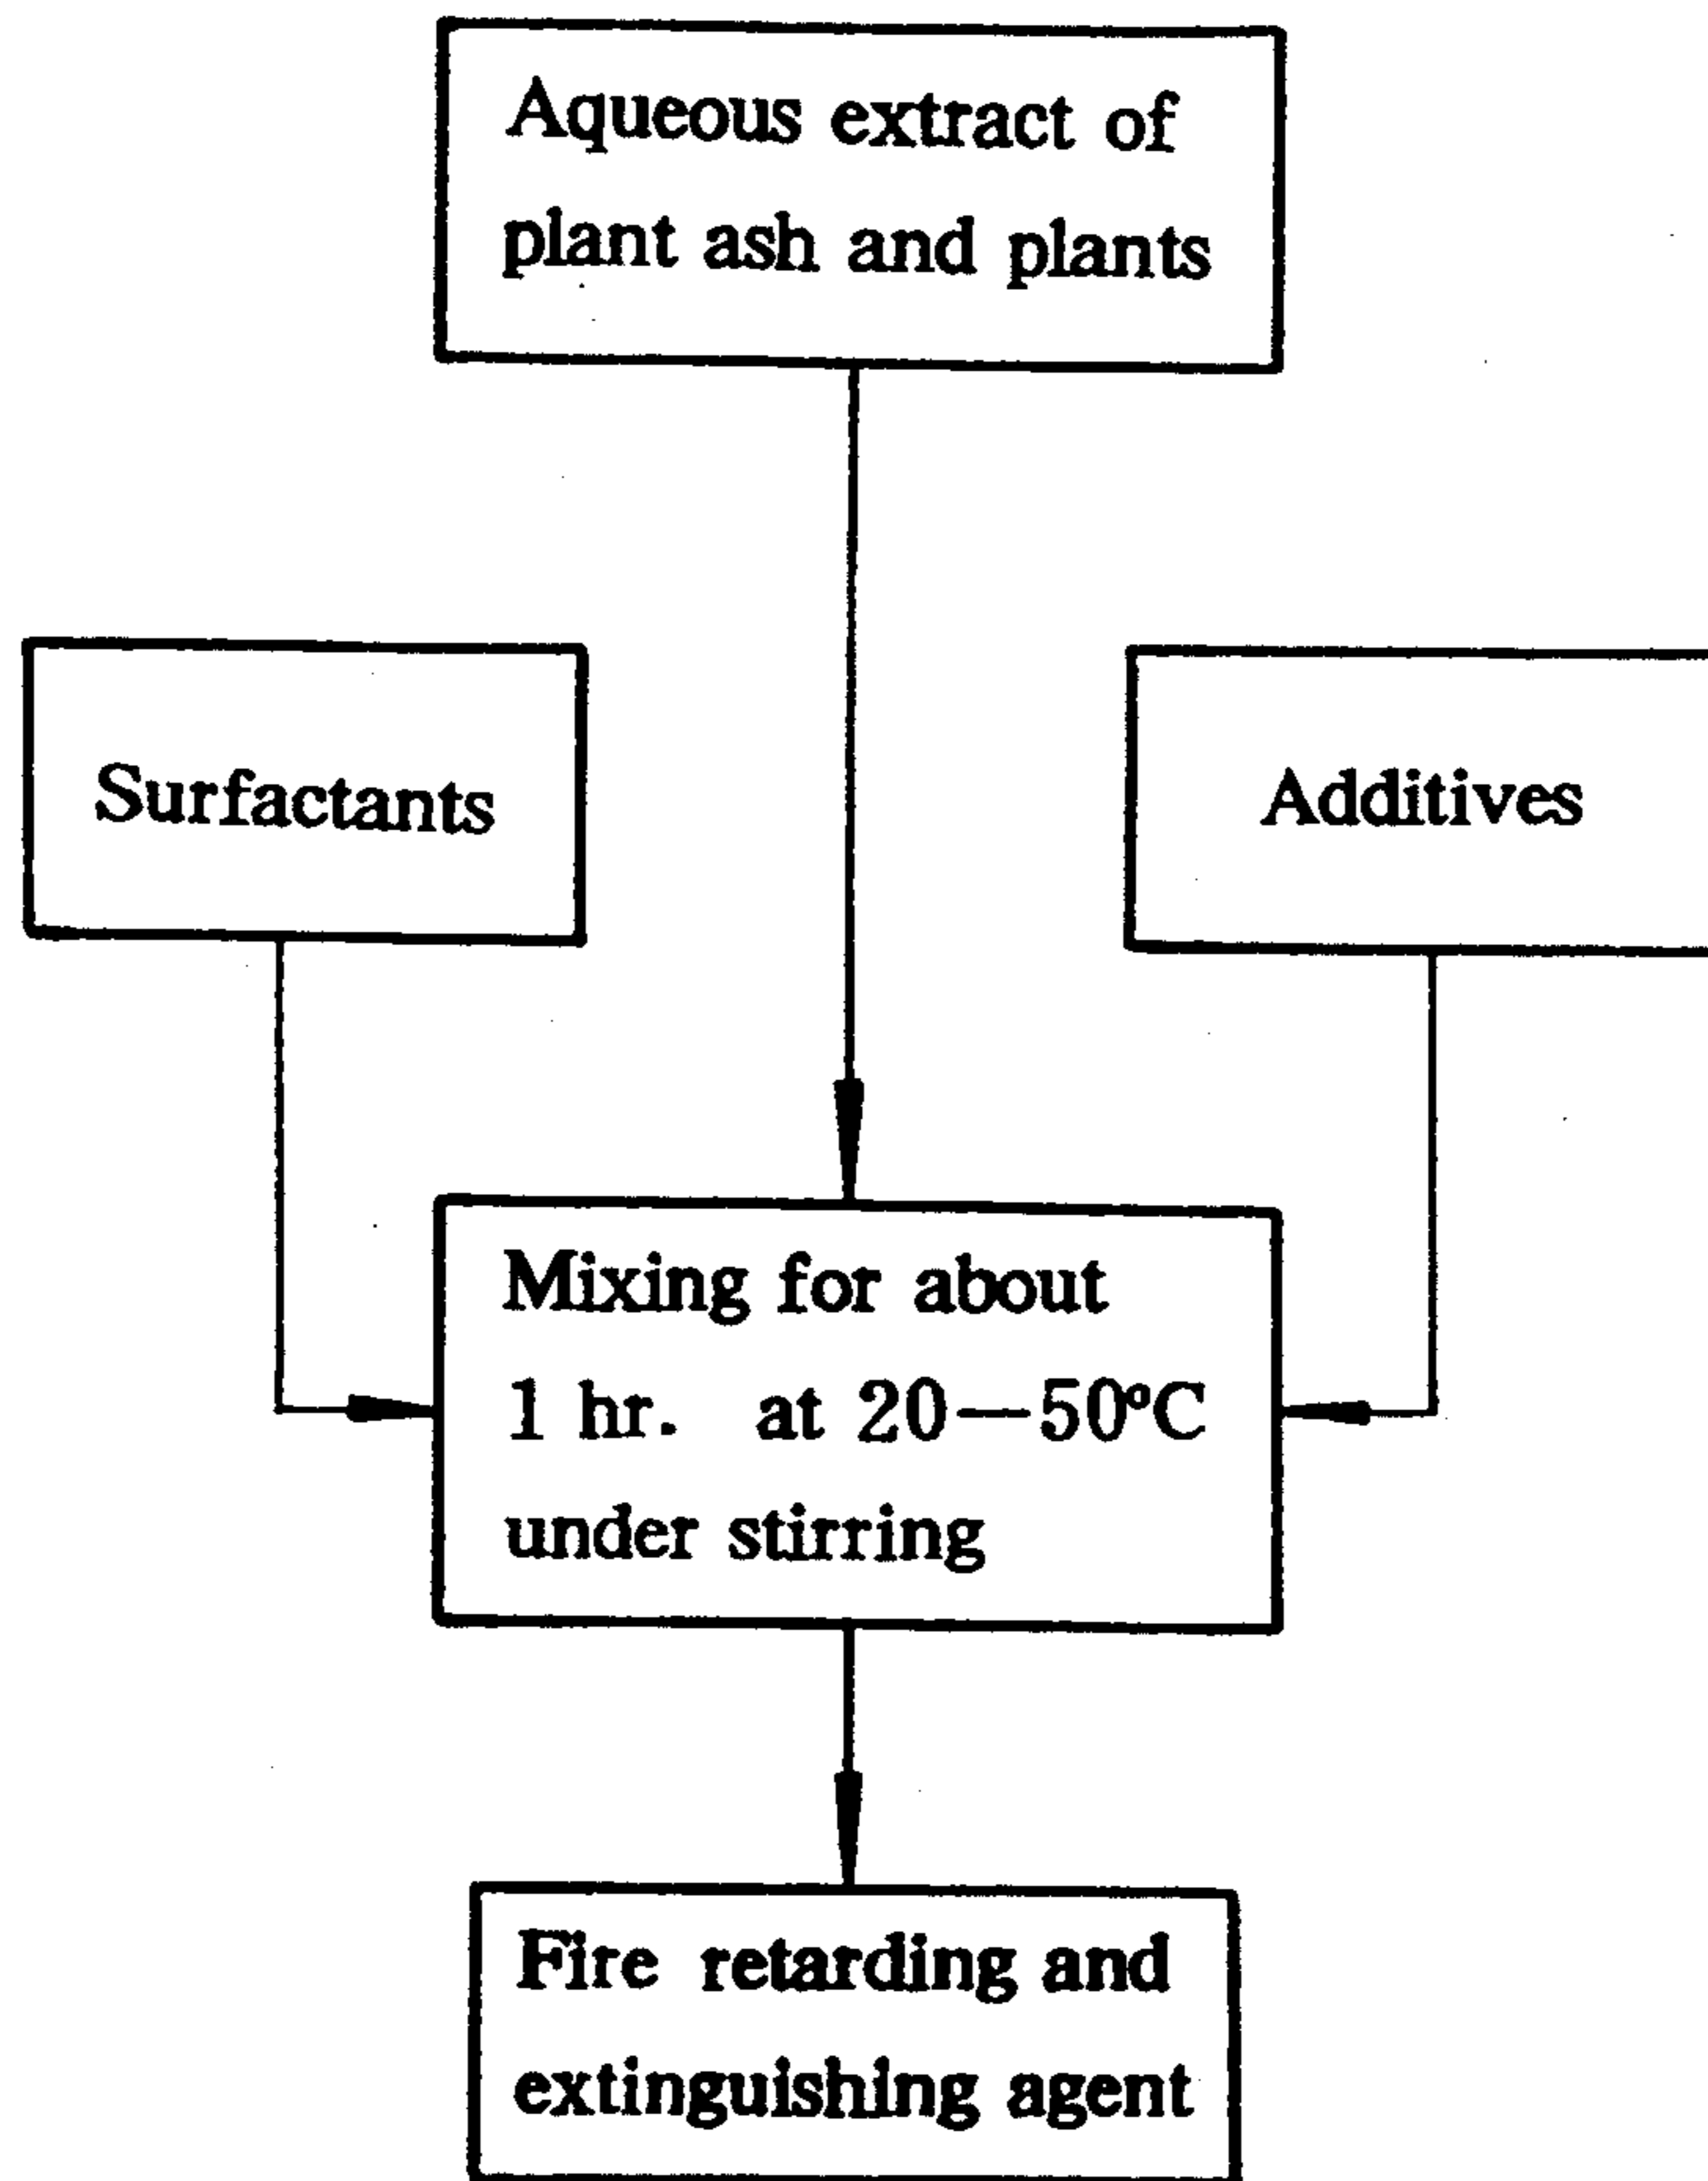 Aqueous extract of
plant ash and plants
Surfactants
Additives
Mixing for about
1 hr. at 20—50°C
under stirring
Fire retarding and
extinguishing agent